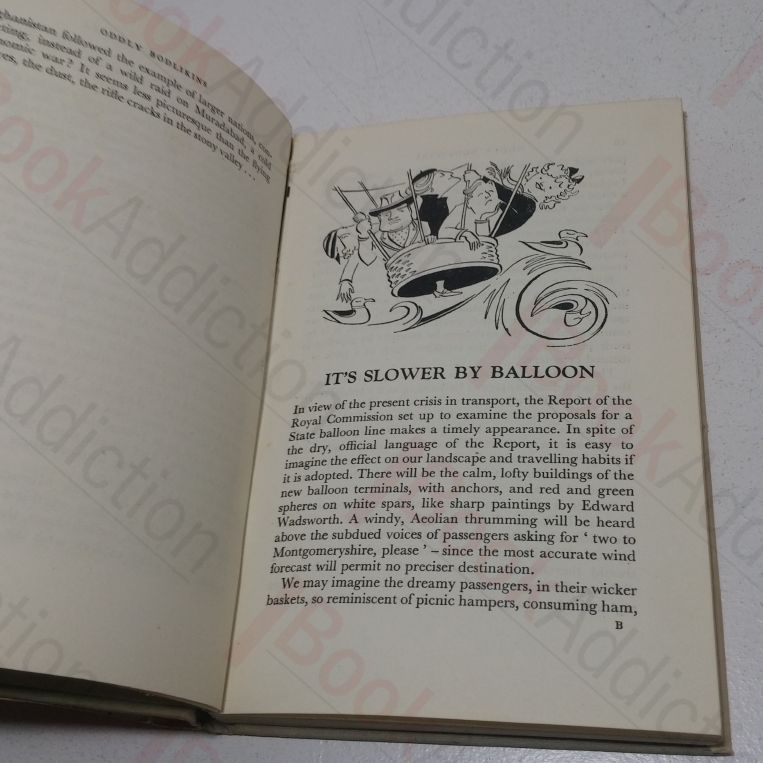 ODDLY BODLIKINS
ghanistan followed the example of larger nations, con-
ting, instead of a wild raid on Muradabad, a cold
nomic war? It seems less picturesque than the flying
es, the dust, the rifle cracks in the stony valley . . .
IT'S SLOWER BY BALLOON
In view of the present crisis in transport, the Report of the
Royal Commission set up to examine the proposals for a
State balloon line makes a timely appearance. In spite of
the dry, official language of the Report, it is easy to
imagine the effect on our landscape and travelling habits if
it is adopted. There will be the calm, lofty buildings of the
new balloon terminals, with anchors, and red and green
spheres on white spars, like sharp paintings by Edward
Wadsworth. A windy, Aeolian thrumming will be heard
above the subdued voices of passengers asking for ' two to
Montgomeryshire, please ' – since the most accurate wind
forecast will permit no preciser destination.
We may imagine the dreamy passengers, in their wicker
baskets, so reminiscent of picnic hampers, consuming ham,
B
BookAddiction